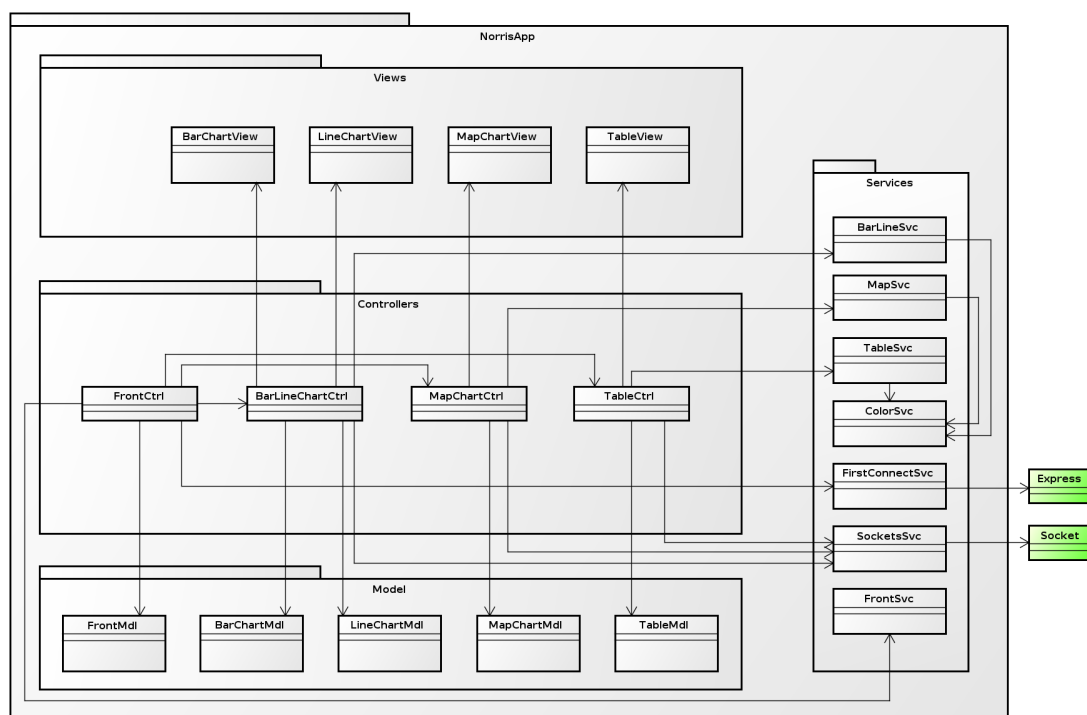 NorrisApp
Views
BarChartView
LineChartView
MapChartView
TableView
Services
BarLineSvc
MapSvc
TableSvc
ColorSvc
FirstConnectSvc
SocketsSvc
FrontSvc
Controllers
FrontCtrl
BarLineChartCtrl
MapChartCtrl
TableCtrl
Express
Socket
Model
FrontMdl
BarChartMdl
LineChartMdl
MapChartMdl
TableMdl